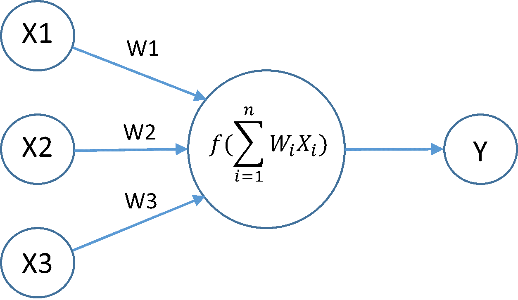 X1
W1
X2
W2
f(∑_{i=1}^{n} W_i X_i)
Y
W3
X3